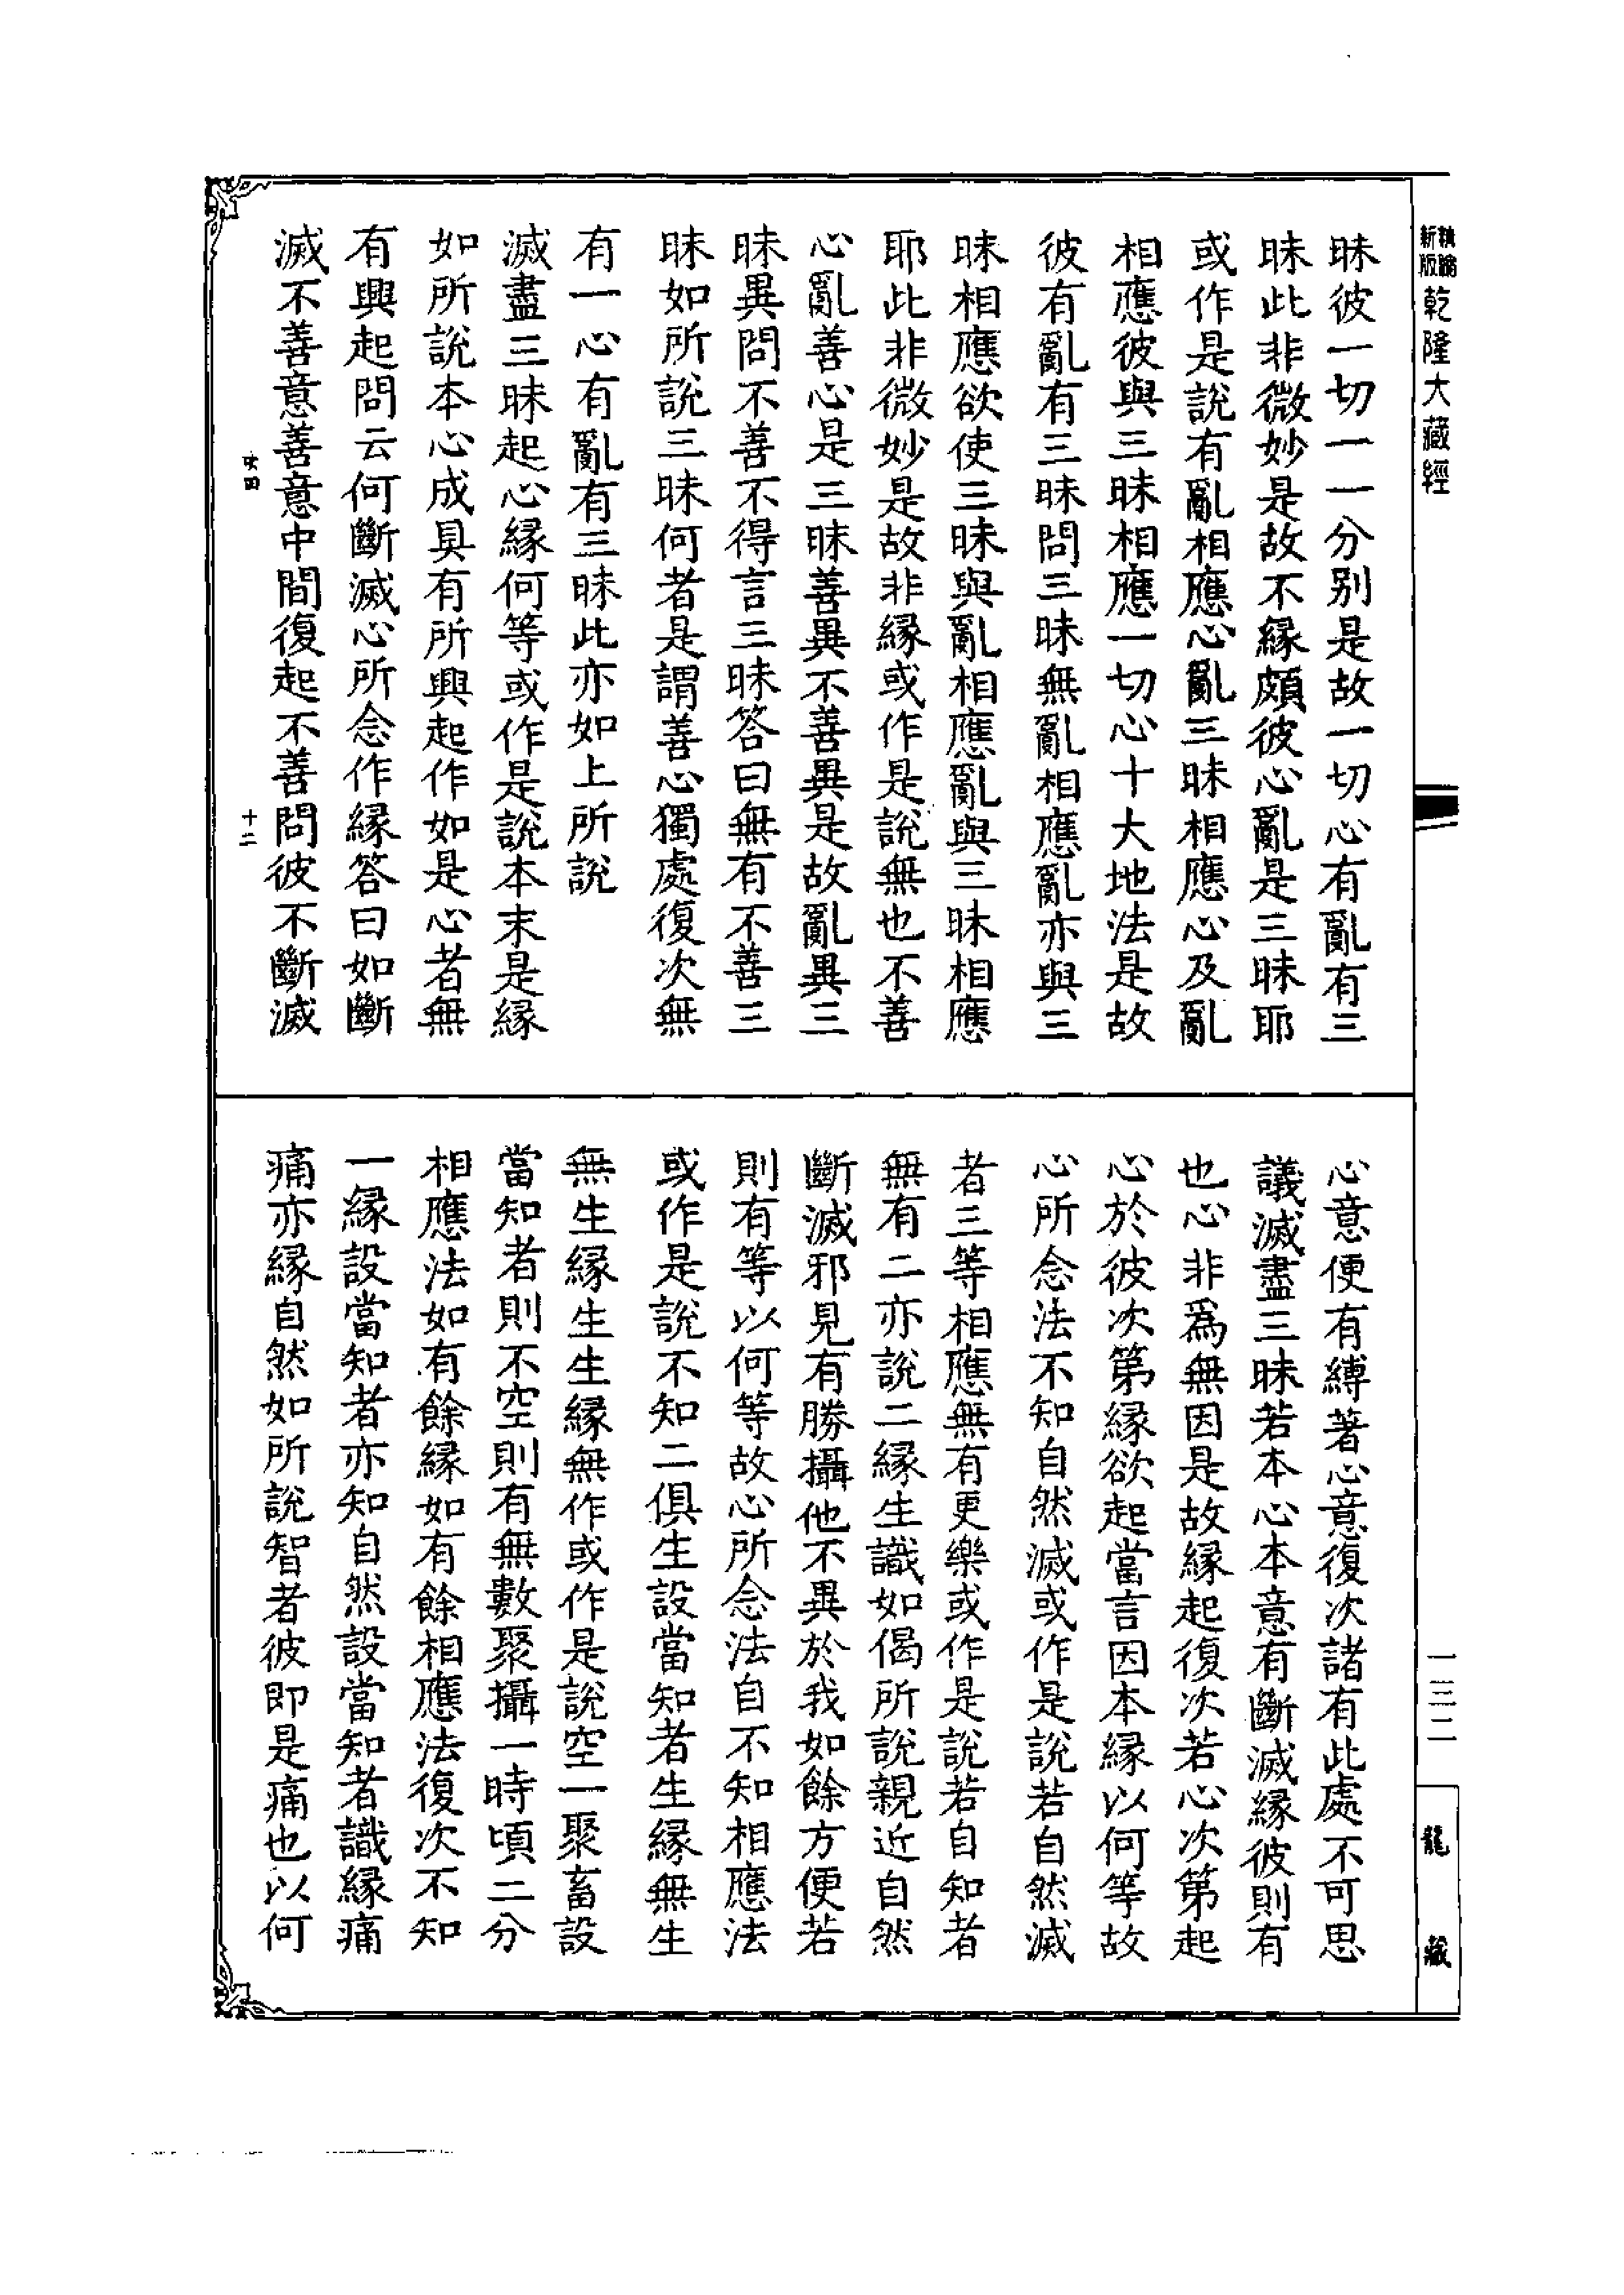 新版
精縮
乾隆大藏經
一三二
龍藏
昧彼一切一一分別是故一切心有亂有三
昧此非微妙是故不緣頗彼心亂是三昧耶
或作是說有亂相應心亂三昧相應心及亂
相應彼與三昧相應一切心十大地法是故
彼有亂有三昧問三昧無亂相應亂亦與三
昧相應欲使三昧與亂相應亂與三昧相應
耶此非微妙是故非緣或作是說無也不善
心亂善心是三昧善異不善異是故亂異三
昧異問不善不得言三昧答曰無有不善三
昧如所說三昧何者是謂善心獨處復次無
有一心有亂有三昧此亦如上所說
滅盡三昧起心緣何等或作是說本末是緣
如所說本心成具有所興起作如是心者無
有興起問云何斷滅心所念作緣答曰如斷
滅不善意善意中間復起不善問彼不斷滅
女四
十二
心意便有縛著心意復次諸有此處不可思
議滅盡三昧若本心本意有斷滅緣彼則有
也心非爲無因是故緣起復次若心次第起
心於彼次第緣欲起當言因本緣以何等故
心所念法不知自然滅或作是說若自然滅
者三等相應無有更樂或作是說若自知者
無有二亦說二緣生識如偈所說親近自然
斷滅邪見有勝攝他不異於我如餘方便若
則有等以何等故心所念法自不知相應法
或作是說不知二俱生設當知者生緣無生
無生緣生生緣無作或作是說空一聚畜設
當知者則不空則有無數聚攝一時頃二分
相應法如有餘緣如有餘相應法復次不知
一緣設當知者亦知自然設當知者識緣痛
痛亦緣自然如所說智者彼即是痛也以何